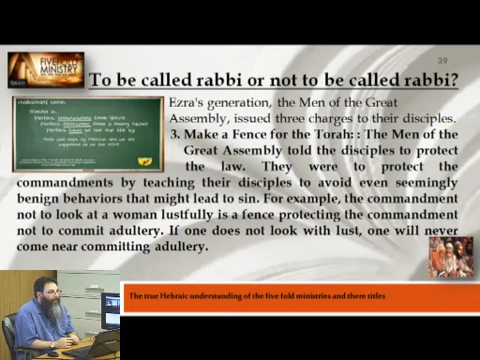 FIVEFOLD
MINISTRY
39
To be called rabbi or not to be called rabbi?
Ezra's generation, the Men of the Great
Assembly, issued three charges to their disciples.
3. Make a Fence for the Torah: : The Men of the
Great Assembly told the disciples to protect
the law. They were to protect the
commandments by teaching their disciples to avoid even seemingly
benign behaviors that might lead to sin. For example, the commandment
not to look at a woman lustfully is a fence protecting the commandment
not to commit adultery. If one does not look with lust, one will never
come near committing adultery.
The true Hebraic understanding of the five fold ministries and there titles